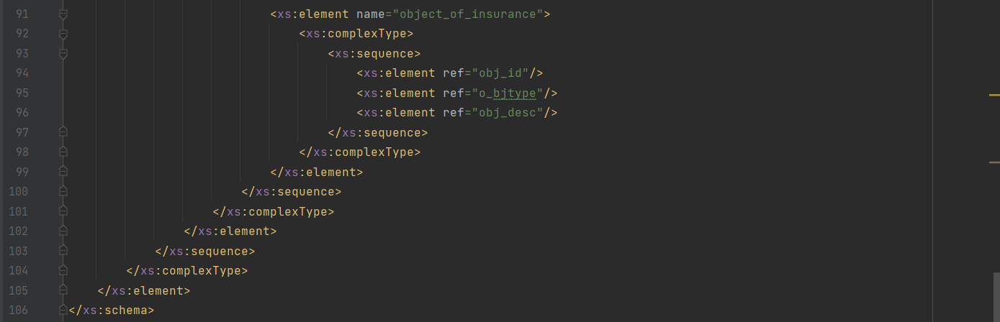 91 <xs:element name="object_of_insurance">
92 <xs:complexType>
93 <xs:sequence>
94 <xs:element ref="obj_id"/>
95 <xs:element ref="o_bjtype"/>
96 <xs:element ref="obj_desc"/>
97 </xs:sequence>
98 </xs:complexType>
99 </xs:element>
100 </xs:sequence>
101 </xs:complexType>
102 </xs:element>
103 </xs:sequence>
104 </xs:complexType>
105 </xs:element>
106 </xs:schema>